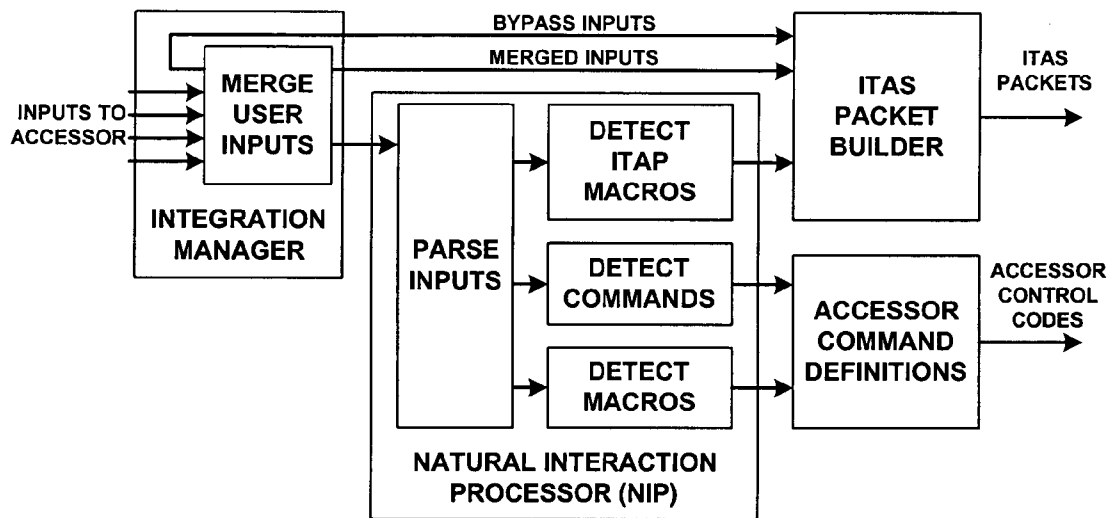 BYPASS INPUTS
MERGED INPUTS
INPUTS TO
ACCESSOR
MERGE
USER
INPUTS
INTEGRATION
MANAGER
PARSE
INPUTS
DETECT
ITAP
MACROS
DETECT
COMMANDS
DETECT
MACROS
NATURAL INTERACTION
PROCESSOR (NIP)
ITAS
PACKET
BUILDER
ITAS
PACKETS
ACCESSOR
COMMAND
DEFINITIONS
ACCESSOR
CONTROL
CODES